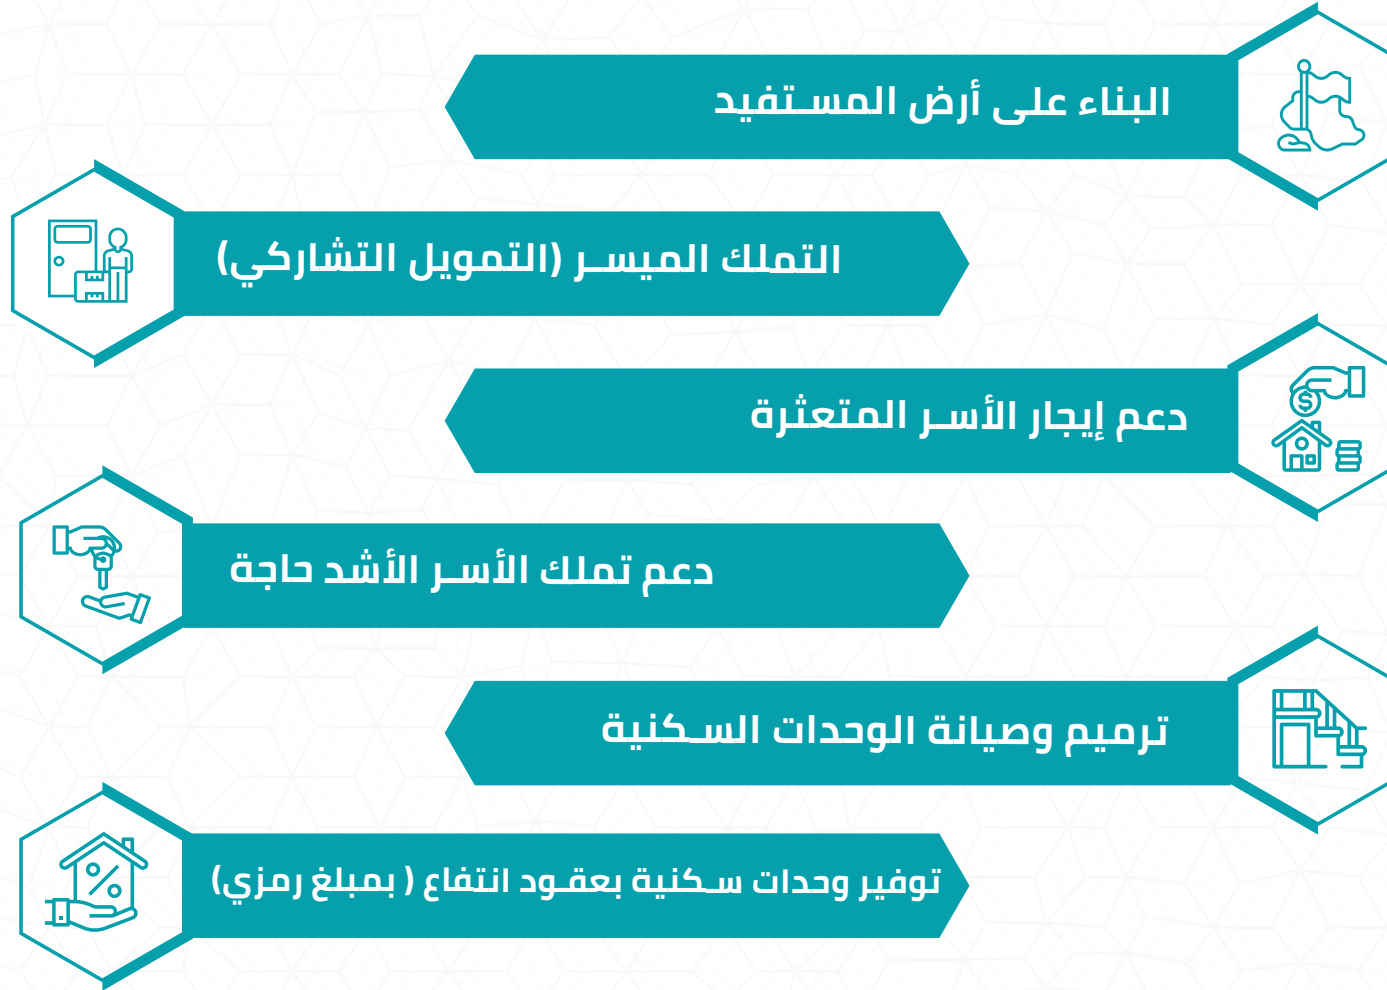 البناء على أرض المستفيد
التملك الميسر (التمويل التشاركي)
دعم إيجار الأسر المتعثرة
دعم تملك الأسر الأشد حاجة
ترميم وصيانة الوحدات السكنية
توفير وحدات سكنية بعقود انتفاع ( بمبلغ رمزي)